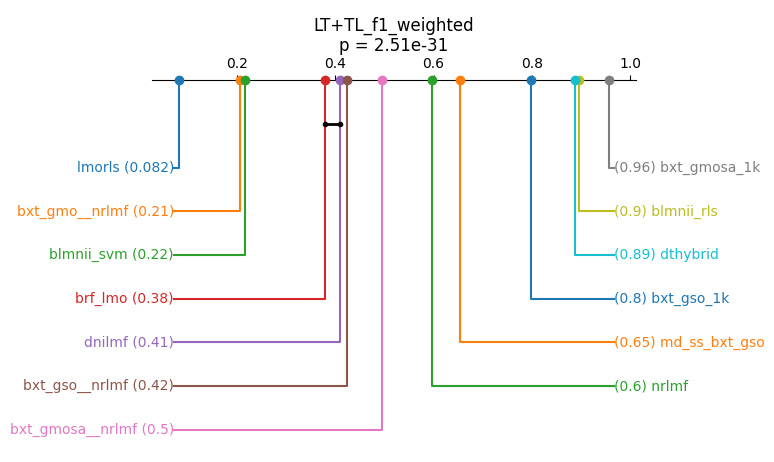 LT+TL_f1_weighted
p = 2.51e-31
0.2 0.4 0.6 0.8 1.0
lmorls (0.082)
bxt_gmo__nrlmf (0.21)
blmnii_svm (0.22)
brf_lmo (0.38)
dnilmf (0.41)
bxt_gso__nrlmf (0.42)
bxt_gmosa__nrlmf (0.5)
(0.96) bxt_gmosa_1k
(0.9) blmnii_rls
(0.89) dthybrid
(0.8) bxt_gso_1k
(0.65) md_ss_bxt_gso
(0.6) nrlmf